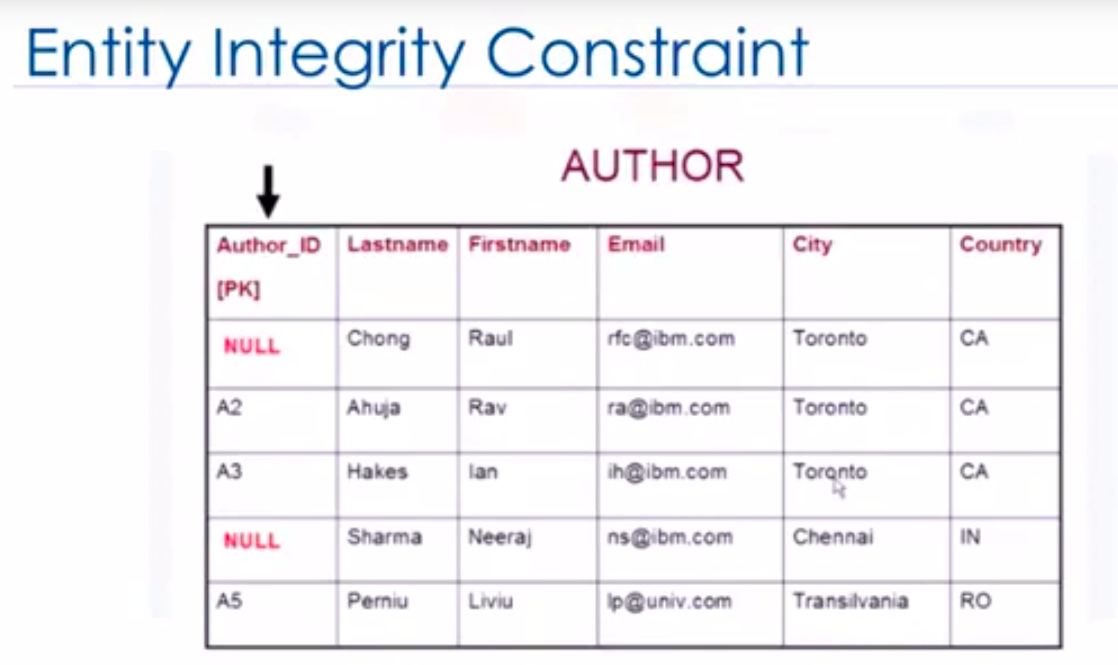 Entity Integrity Constraint
AUTHOR
Author_ID [PK] Lastname Firstname Email City Country
NULL Chong Raul rfc@ibm.com Toronto CA
A2 Ahuja Rav ra@ibm.com Toronto CA
A3 Hakes Ian ih@ibm.com Toronto CA
NULL Sharma Neeraj ns@ibm.com Chennai IN
A5 Perniu Liviu lp@univ.com Transilvania RO